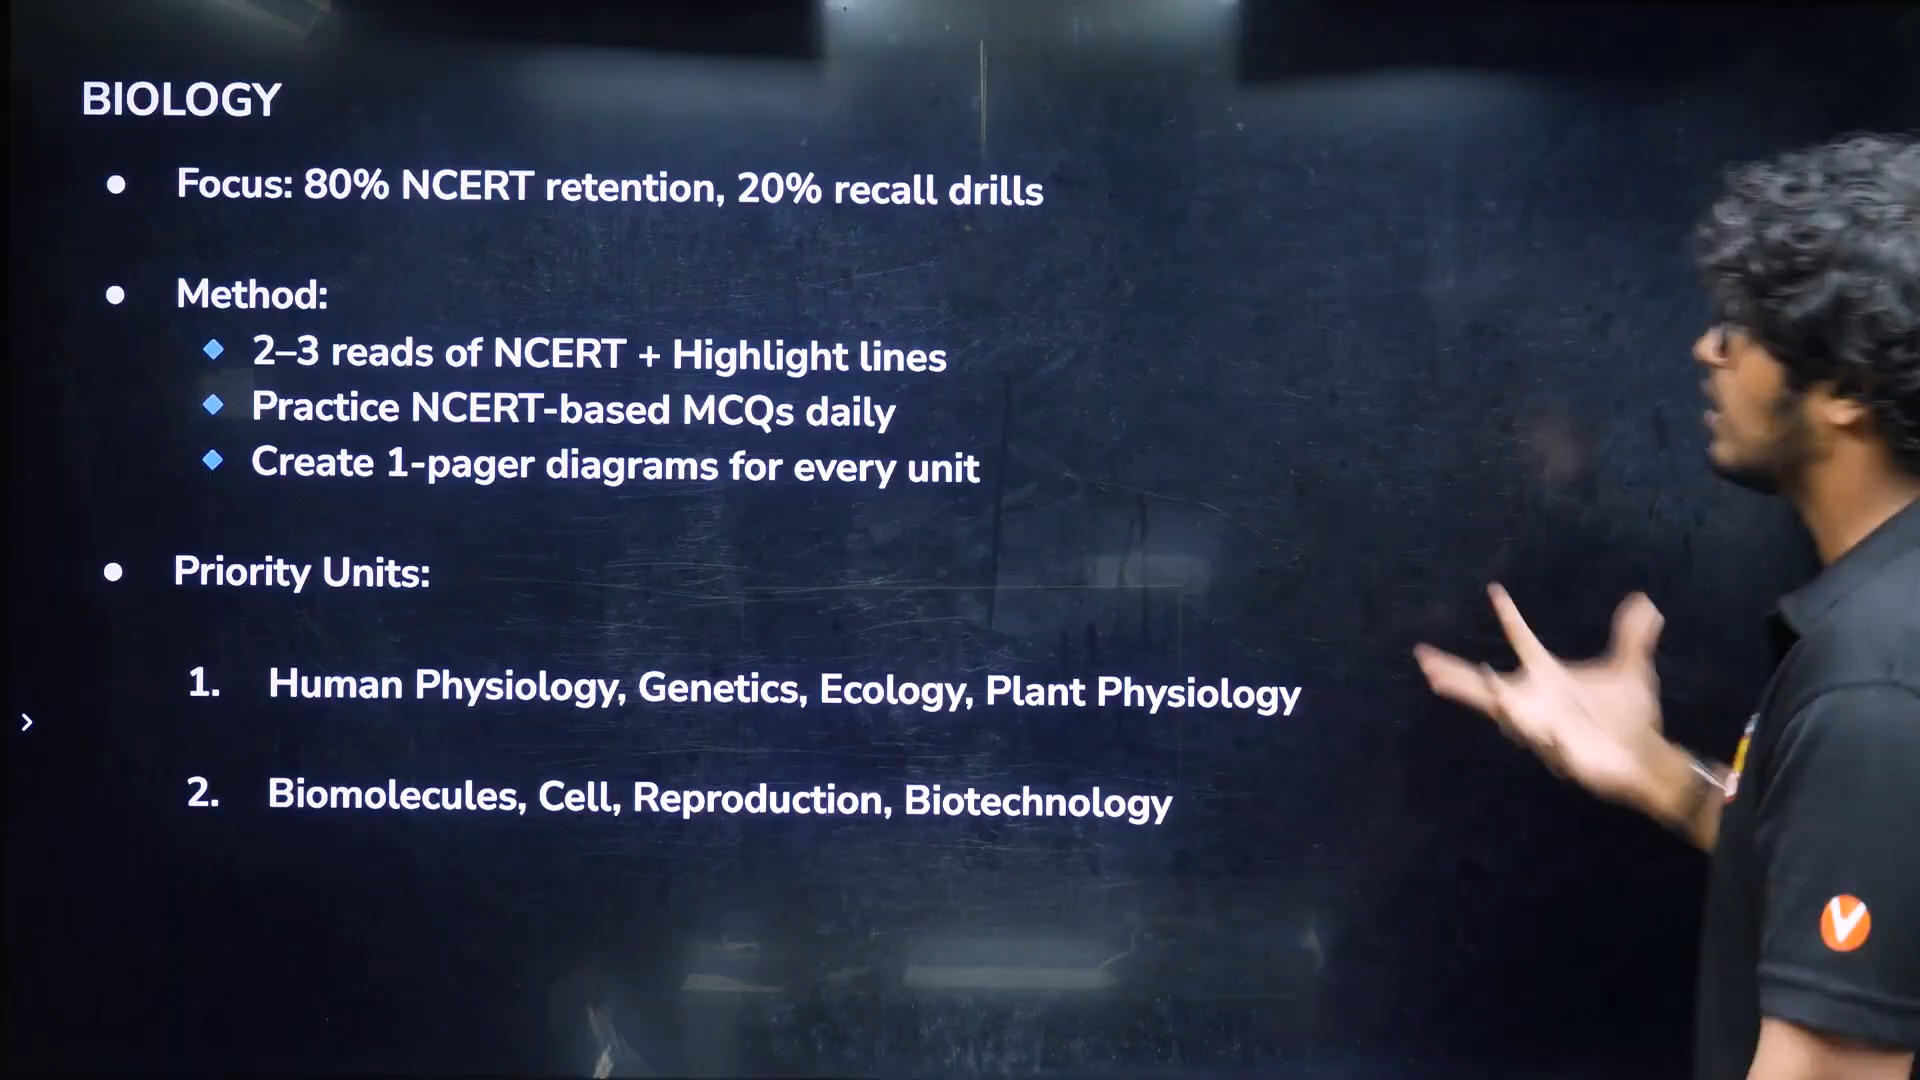 BIOLOGY
● Focus: 80% NCERT retention, 20% recall drills
● Method:
◆ 2–3 reads of NCERT + Highlight lines
◆ Practice NCERT-based MCQs daily
◆ Create 1-pager diagrams for every unit
● Priority Units:
1. Human Physiology, Genetics, Ecology, Plant Physiology
2. Biomolecules, Cell, Reproduction, Biotechnology